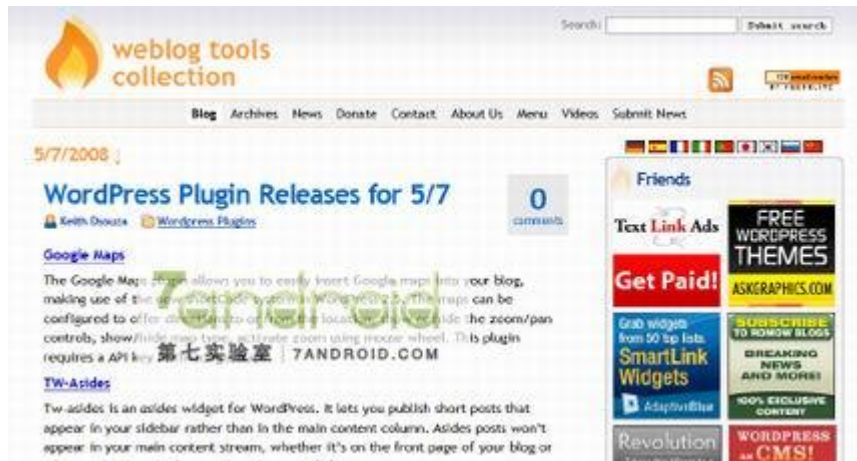 Search:
Submit search
weblog tools
collection
Blog Archives News Donate Contact About Us Menu Videos Submit News
5/7/2008
WordPress Plugin Releases for 5/7
0
comments
Keith Dsouza Wordpress Plugins
Google Maps
The Google Maps plugin allows you to easily insert Google maps into your blog,
making use of the new shortcode system in WordPress 2.5. The maps can be
configured to offer directions to or from the location, show/hide the zoom/pan
controls, show/hide map type, activate zoom using mouse wheel. This plugin
requires a API key
7android
第七实验室 | 7ANDROID.COM
TW-Asides
Tw-asides is an asides widget for WordPress. It lets you publish short posts that
appear in your sidebar rather than in the main content column. Asides posts won't
appear in your main content stream, whether it's on the front page of your blog or
Friends
Text Link Ads
FREE
WORDPRESS
THEMES
ASKGRAPHICS.COM
Get Paid!
Grab widgets
from 50 top lists
SmartLink
Widgets
AdaptiveBlue
SUBSCRIBE
TO ROMOW BLOGS
BREAKING
NEWS
AND MORE!
100% EXCLUSIVE
CONTENT
Revolution
WORDPRESS
AS CMS!